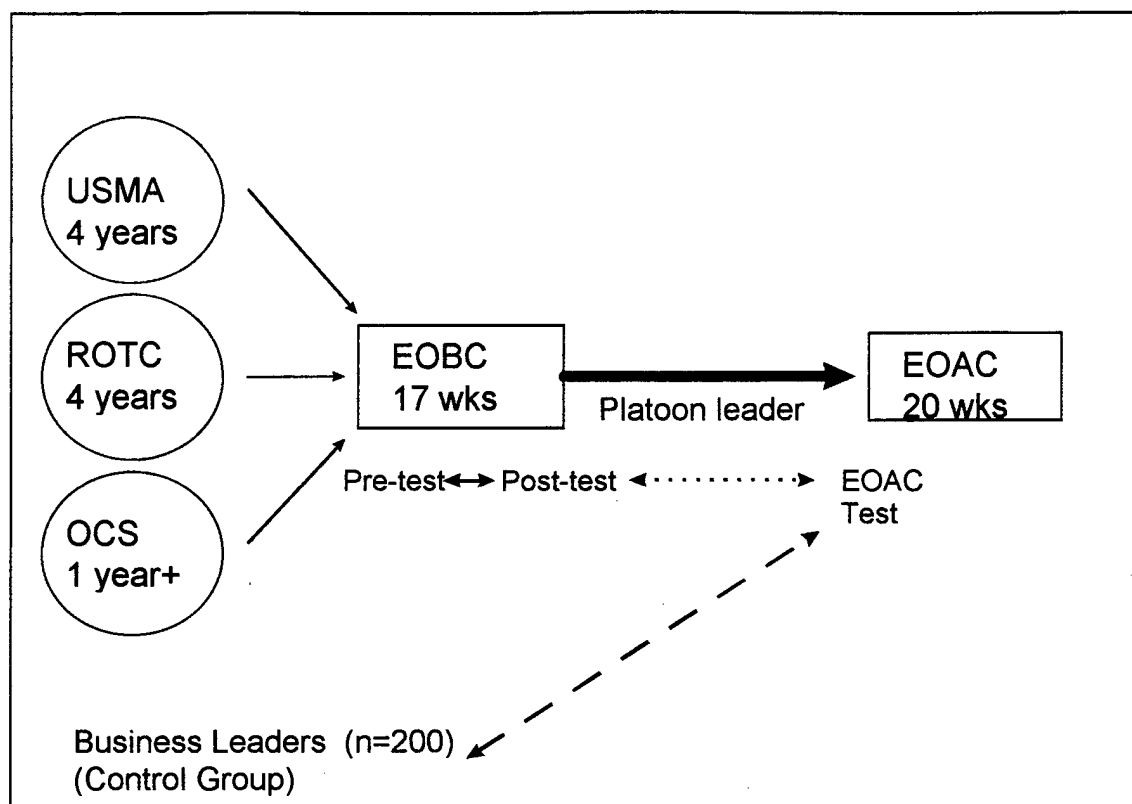 USMA
4 years
ROTC
4 years
OCS
1 year+
EOBC
17 wks
Platoon leader
EOAC
20 wks
Pre-test
Post-test
EOAC
Test
Business Leaders (n=200)
(Control Group)